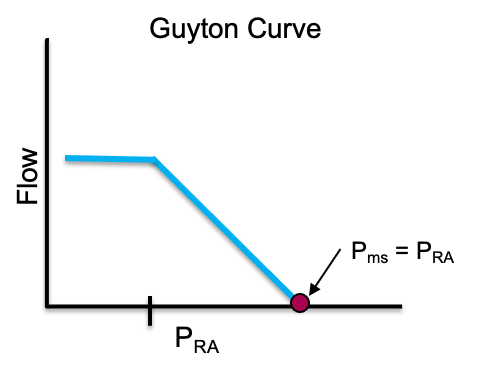 Guyton Curve
Flow
Pms = PRA
PRA